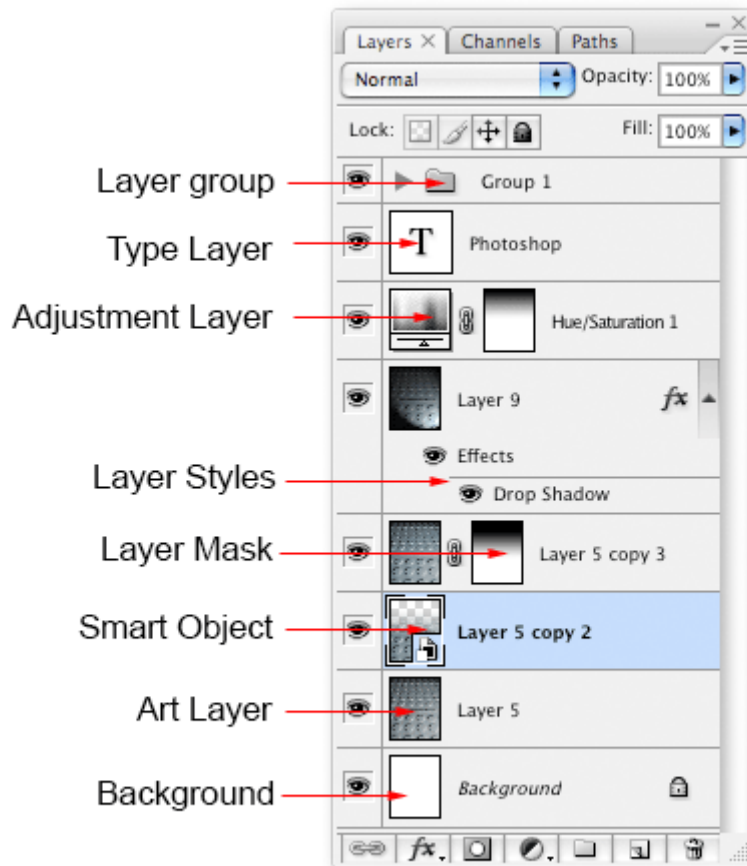 Layers × Channels Paths
Normal Opacity: 100%
Lock: Fill: 100%
Layer group Group 1
Type Layer T Photoshop
Adjustment Layer Hue/Saturation 1
Layer 9 fx
Effects
Layer Styles
Drop Shadow
Layer Mask Layer 5 copy 3
Smart Object Layer 5 copy 2
Art Layer Layer 5
Background Background
fx.